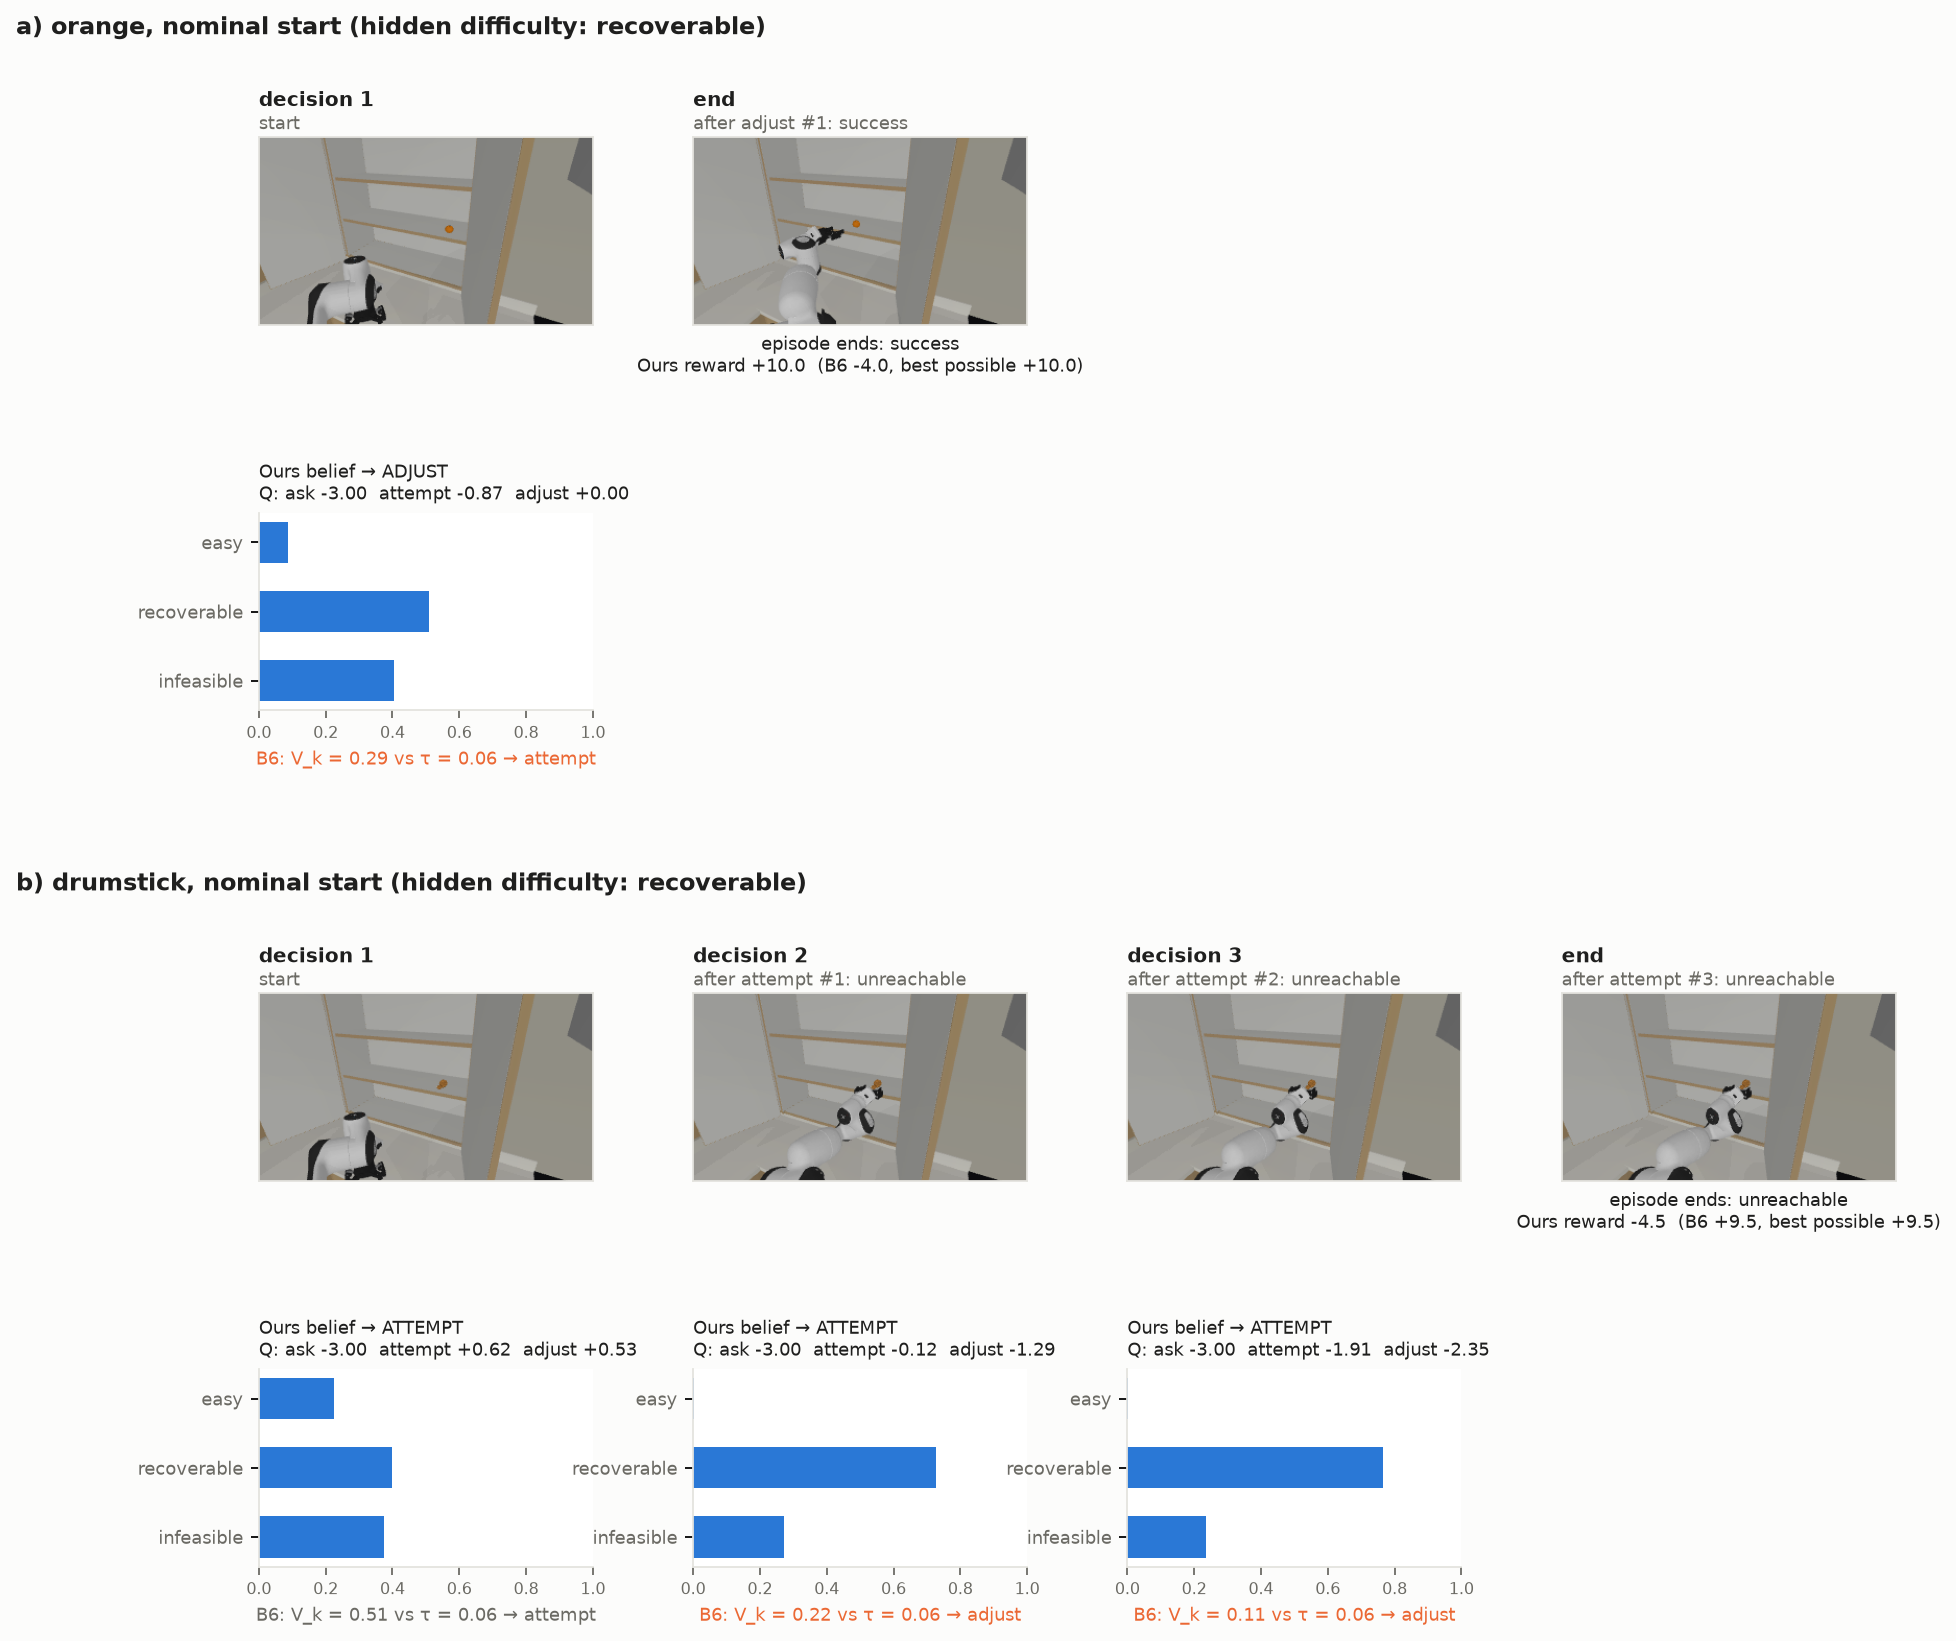 a) orange, nominal start (hidden difficulty: recoverable)
decision 1
start
end
after adjust #1: success
episode ends: success
Ours reward +10.0  (B6 -4.0, best possible +10.0)
Ours belief → ADJUST
Q: ask -3.00  attempt -0.87  adjust +0.00
easy
recoverable
infeasible
0.0 0.2 0.4 0.6 0.8 1.0
B6: V_k = 0.29 vs τ = 0.06 → attempt
b) drumstick, nominal start (hidden difficulty: recoverable)
decision 1
start
decision 2
after attempt #1: unreachable
decision 3
after attempt #2: unreachable
end
after attempt #3: unreachable
episode ends: unreachable
Ours reward -4.5  (B6 +9.5, best possible +9.5)
Ours belief → ATTEMPT
Q: ask -3.00  attempt +0.62  adjust +0.53
easy
recoverable
infeasible
0.0 0.2 0.4 0.6 0.8 1.0
B6: V_k = 0.51 vs τ = 0.06 → attempt
Ours belief → ATTEMPT
Q: ask -3.00  attempt -0.12  adjust -1.29
easy
recoverable
infeasible
0.0 0.2 0.4 0.6 0.8 1.0
B6: V_k = 0.22 vs τ = 0.06 → adjust
Ours belief → ATTEMPT
Q: ask -3.00  attempt -1.91  adjust -2.35
easy
recoverable
infeasible
0.0 0.2 0.4 0.6 0.8 1.0
B6: V_k = 0.11 vs τ = 0.06 → adjust